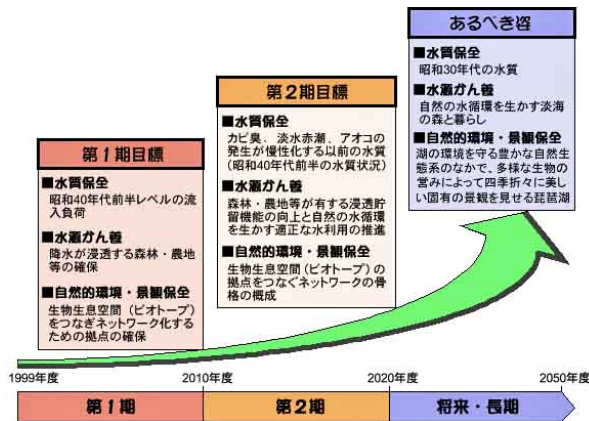 第1期目標
■水質保全
昭和40年代前半レベルの流
入負荷
■水源かん養
降水が浸透する森林・農地
等の確保
■自然的環境・景観保全
生物生息空間（ビオトープ）
をつなぎネットワーク化する
ための拠点の確保
第2期目標
■水質保全
カビ臭、淡水赤潮、アオコの
発生が慢性化する以前の水質
（昭和40年代前半の水質状況）
■水源かん養
森林・農地等が有する浸透貯
留機能の向上と自然の水循環
を生かす適正な水利用の推進
■自然的環境・景観保全
生物生息空間（ビオトープ）の
拠点をつなぐネットワークの骨
格の概成
あるべき姿
■水質保全
昭和30年代の水質
■水源かん養
自然の水循環を生かす淡海
の森と暮らし
■自然的環境・景観保全
湖の環境を守る豊かな自然生
態系のなかで、多様な生物の
営みによって四季折々に美し
い固有の景観を見せる琵琶湖
1999年度
2010年度
2020年度
2050年度
第1期
第2期
将来・長期